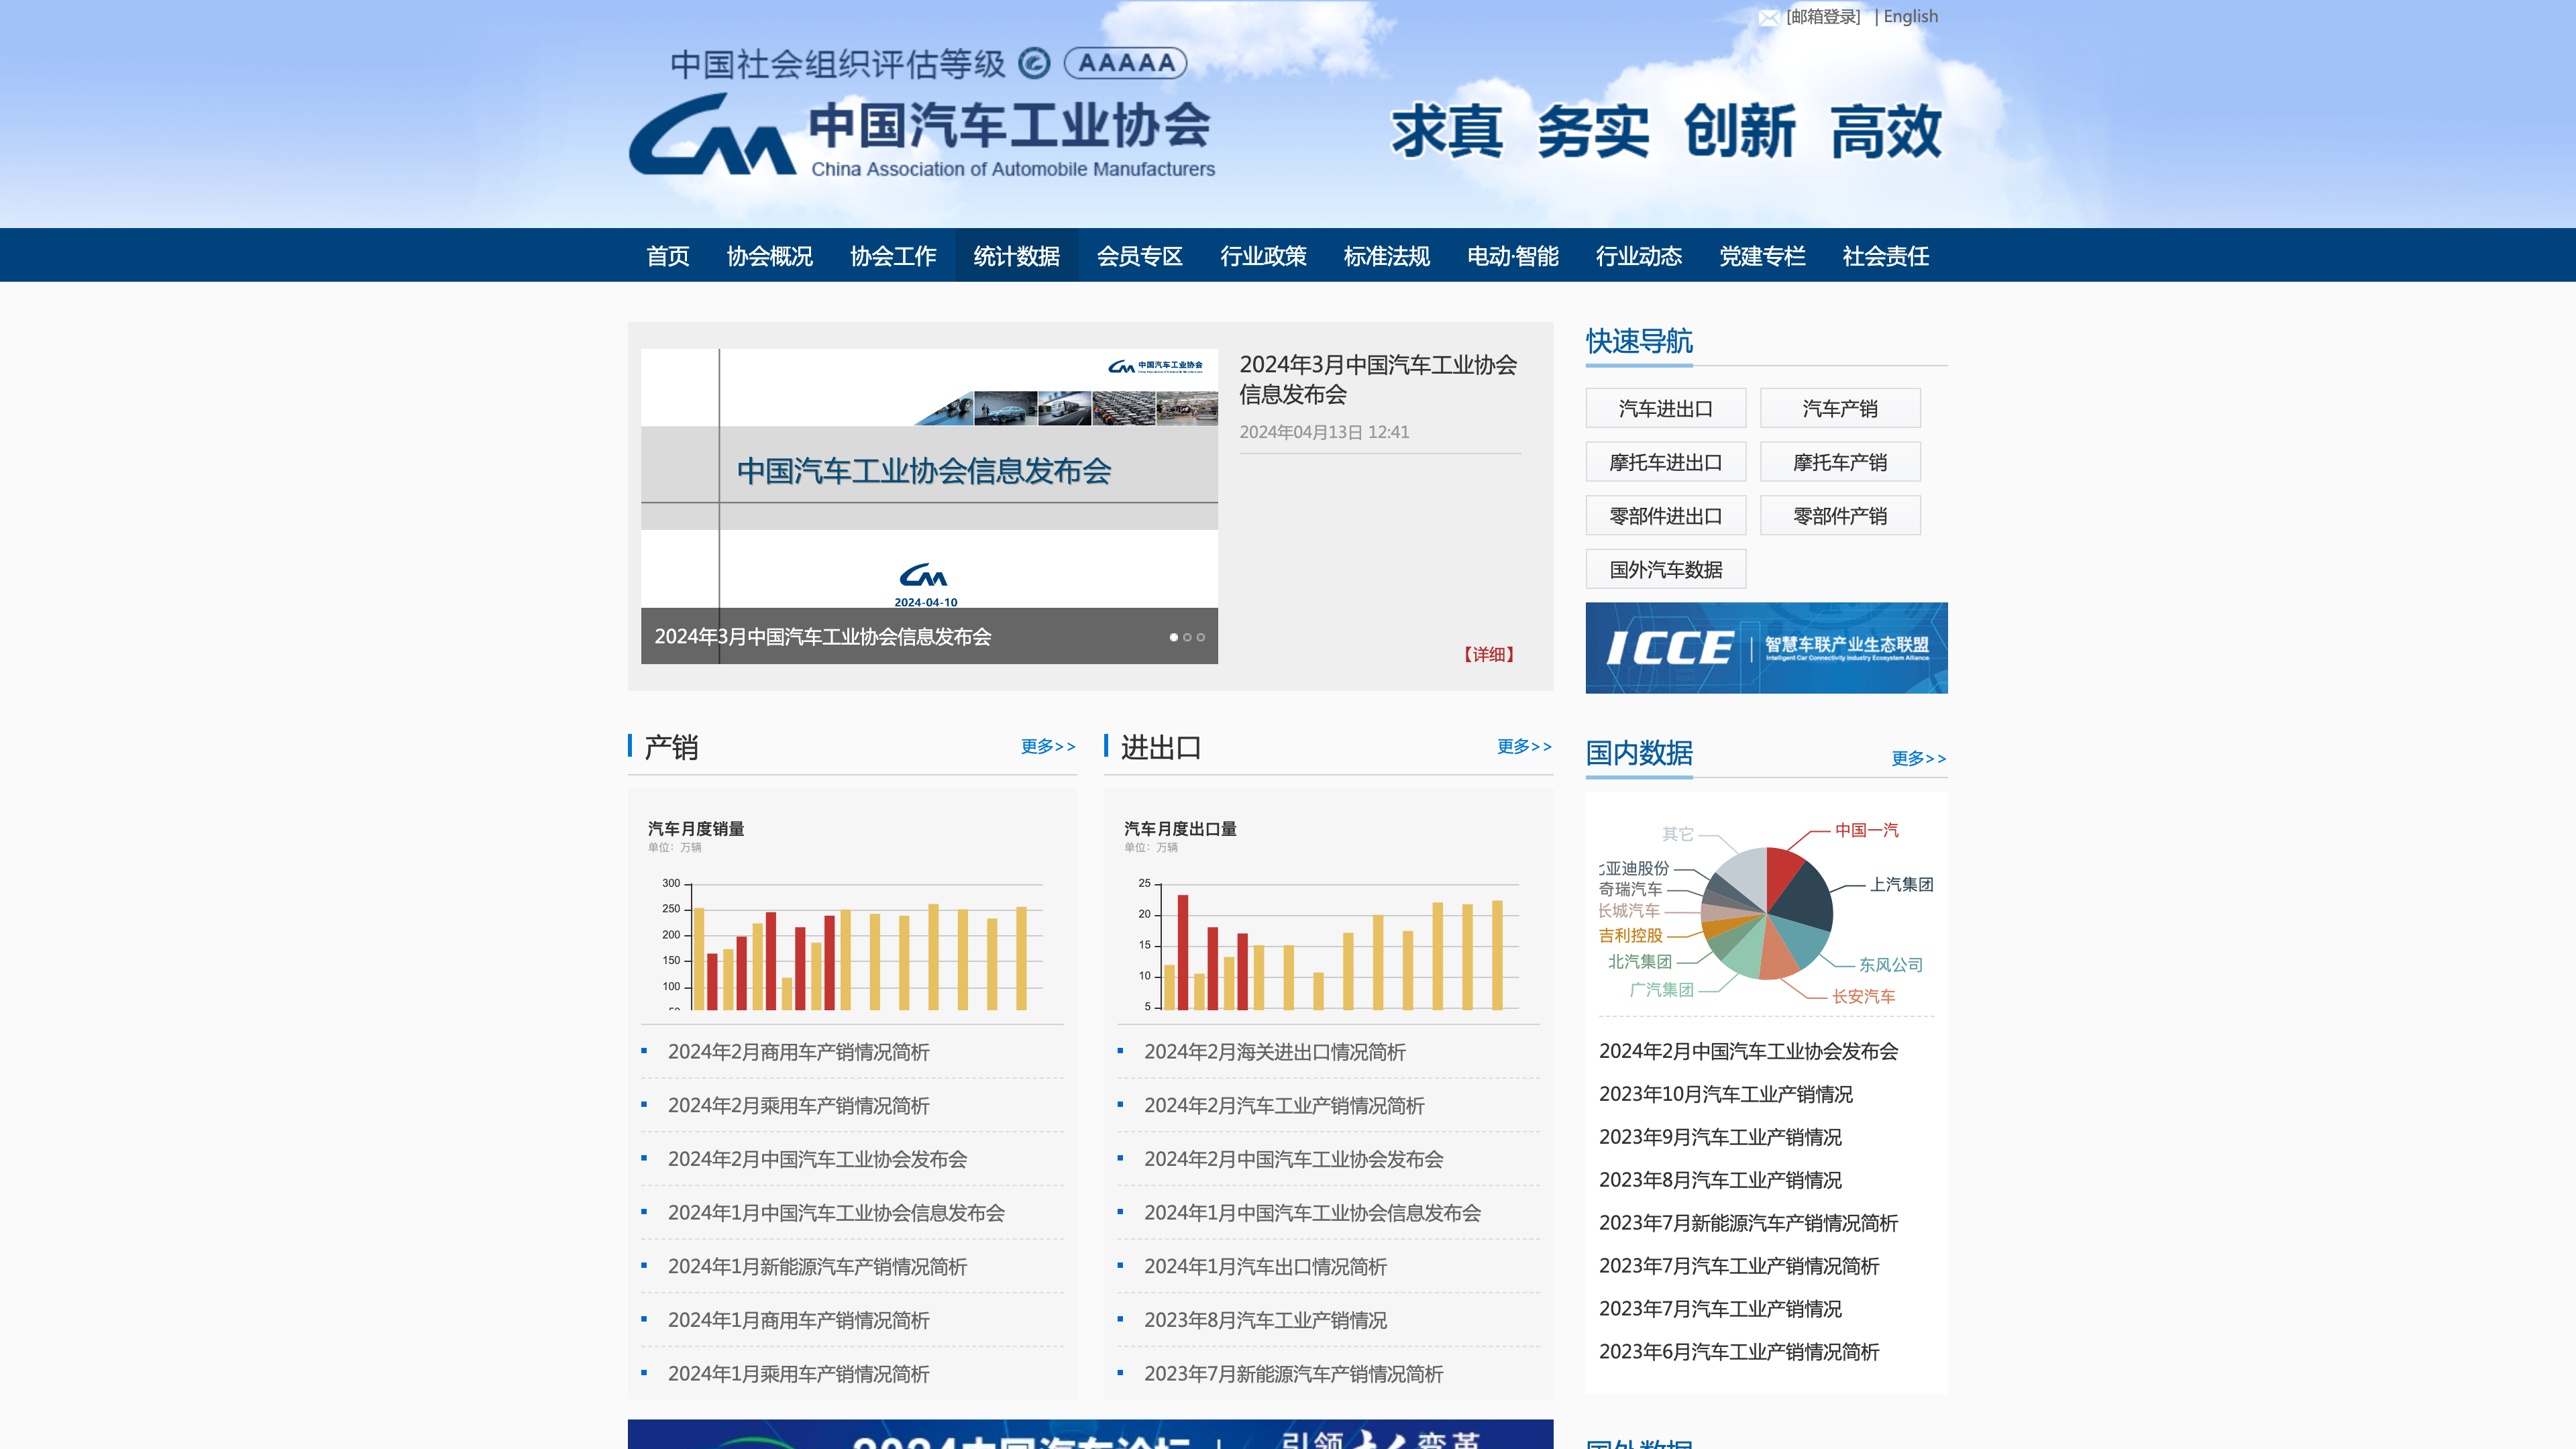 [邮箱登录] | English
中国社会组织评估等级 AAAAA
中国汽车工业协会
China Association of Automobile Manufacturers
求真 务实 创新 高效
首页 协会概况 协会工作 统计数据 会员专区 行业政策 标准法规 电动·智能 行业动态 党建专栏 社会责任
中国汽车工业协会
中国汽车工业协会信息发布会
2024-04-10
2024年3月中国汽车工业协会信息发布会
2024年3月中国汽车工业协会
信息发布会
2024年04月13日 12:41
【详细】
快速导航
汽车进出口 汽车产销
摩托车进出口 摩托车产销
零部件进出口 零部件产销
国外汽车数据
ICCE 智慧车联产业生态联盟
Intelligent Car Connectivity Industry Ecosystem Alliance
产销 更多>>
汽车月度销量
单位：万辆
300
250
200
150
100
50
2024年2月商用车产销情况简析
2024年2月乘用车产销情况简析
2024年2月中国汽车工业协会发布会
2024年1月中国汽车工业协会信息发布会
2024年1月新能源汽车产销情况简析
2024年1月商用车产销情况简析
2024年1月乘用车产销情况简析
进出口 更多>>
汽车月度出口量
单位：万辆
25
20
15
10
5
2024年2月海关进出口情况简析
2024年2月汽车工业产销情况简析
2024年2月中国汽车工业协会发布会
2024年1月中国汽车工业协会信息发布会
2024年1月汽车出口情况简析
2023年8月汽车工业产销情况
2023年7月新能源汽车产销情况简析
国内数据 更多>>
其它
中国一汽
亚迪股份
上汽集团
奇瑞汽车
长城汽车
吉利控股
北汽集团
东风公司
广汽集团
长安汽车
2024年2月中国汽车工业协会发布会
2023年10月汽车工业产销情况
2023年9月汽车工业产销情况
2023年8月汽车工业产销情况
2023年7月新能源汽车产销情况简析
2023年7月汽车工业产销情况简析
2023年7月汽车工业产销情况
2023年6月汽车工业产销情况简析
2024中国汽车论坛 引领 变革
国外数据